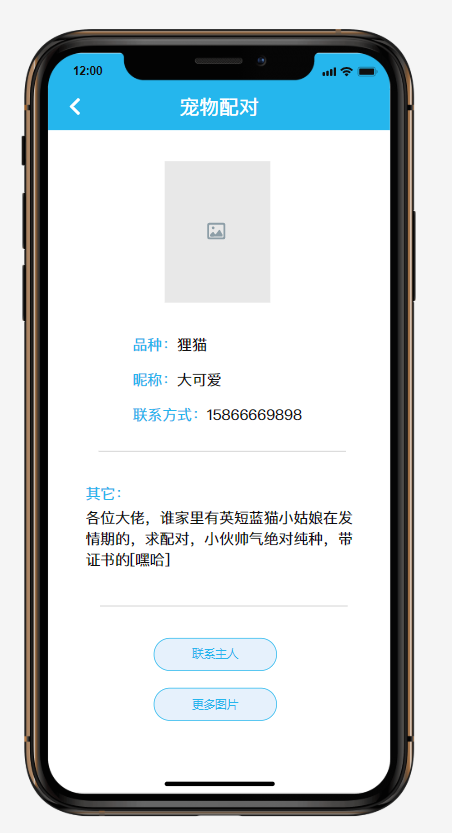 12:00
宠物配对
品种：狸猫
昵称：大可爱
联系方式：15866669898
其它：
各位大佬，谁家里有英短蓝猫小姑娘在发
情期的，求配对，小伙帅气绝对纯种，带
证书的[嘿哈]
联系主人
更多图片